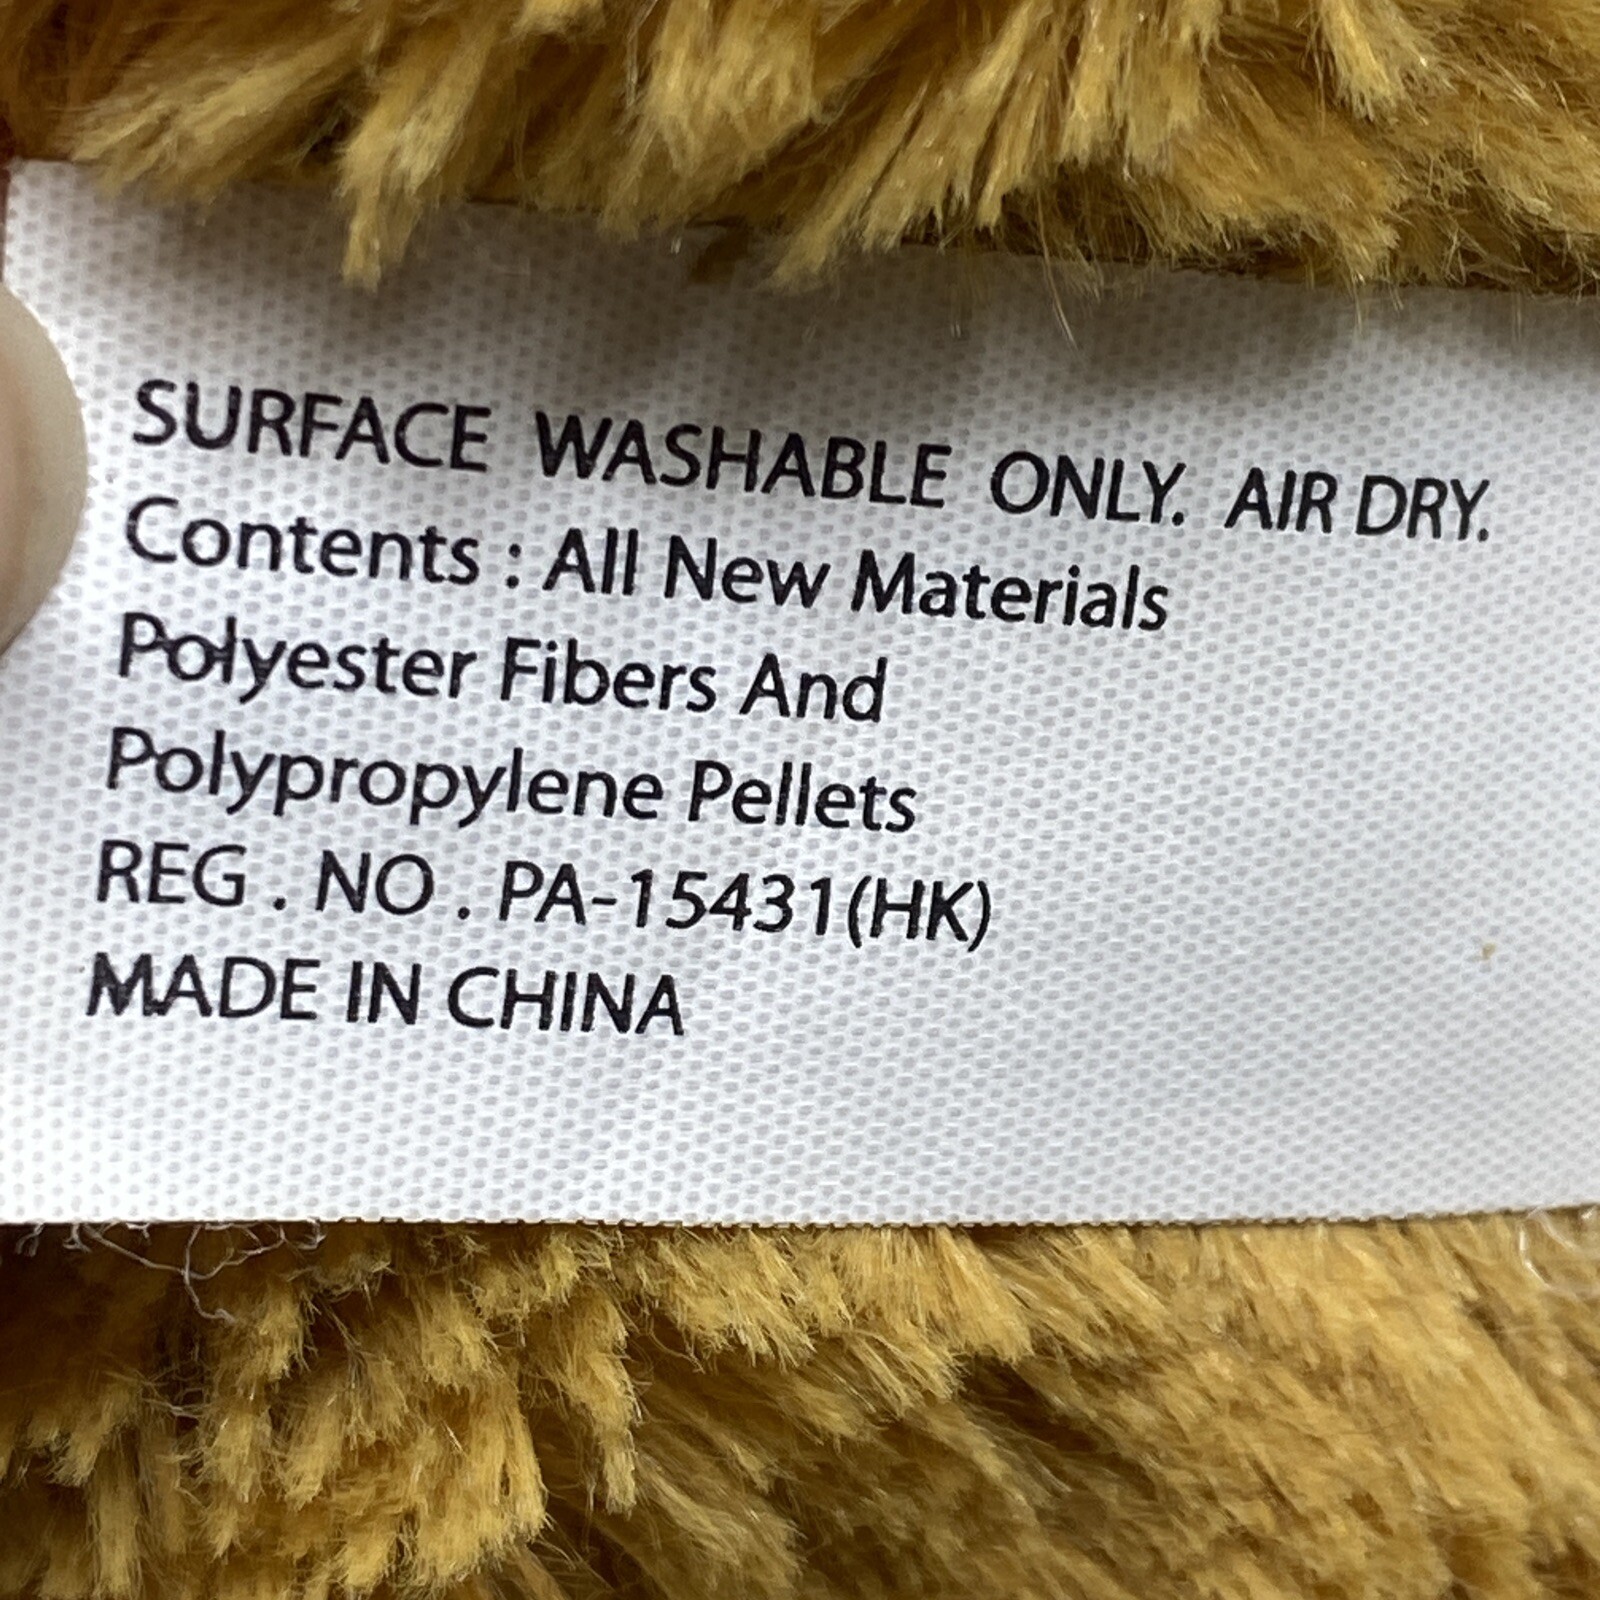 SURFACE WASHABLE ONLY. AIR DRY.
Contents : All New Materials
Polyester Fibers And
Polypropylene Pellets
REG . NO . PA-15431(HK)
MADE IN CHINA